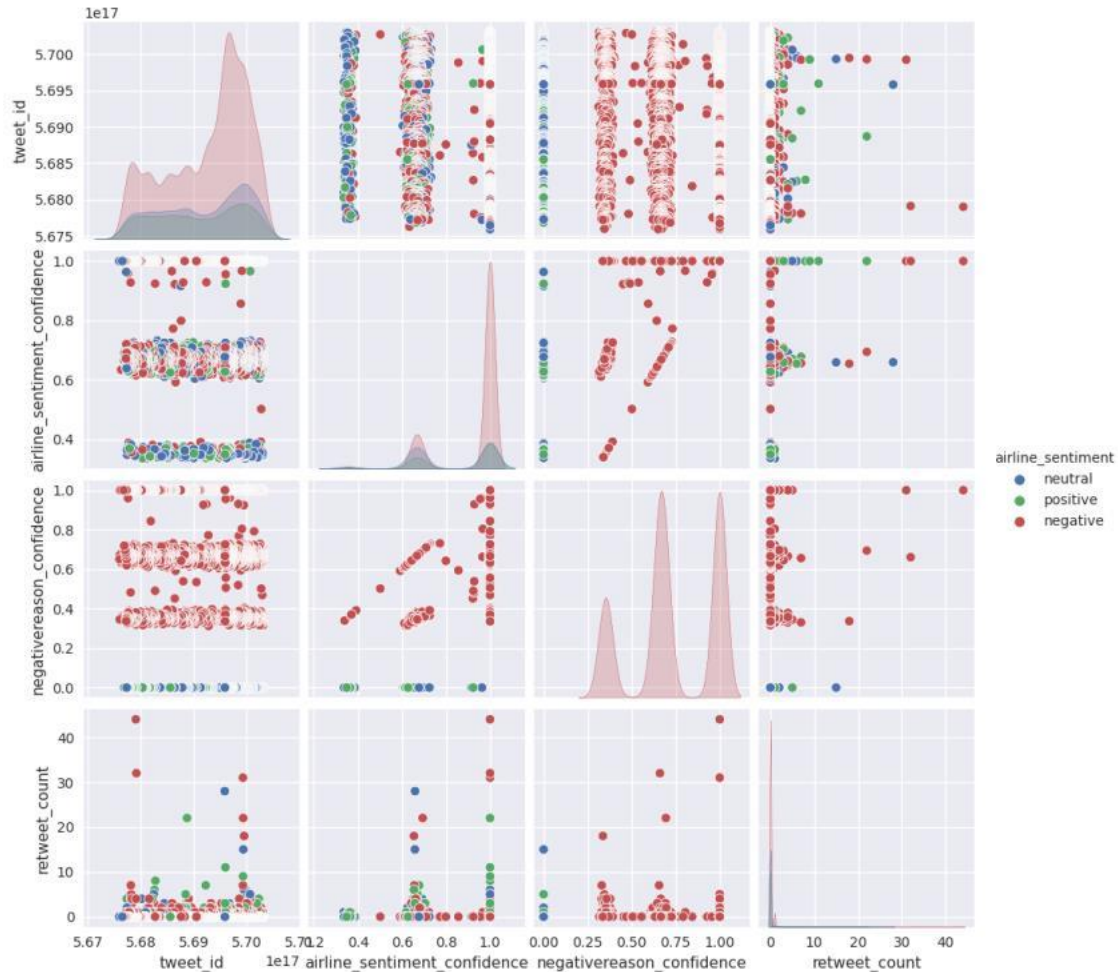 1e17
5.700
5.695
5.690
5.685
5.680
5.675
tweet_id
1.0
0.8
0.6
0.4
airline_sentiment_confidence
1.0
0.8
0.6
0.4
0.2
0.0
negativereason_confidence
airline_sentiment
neutral
positive
negative
40
30
20
10
0
retweet_count
5.67 5.68 5.69 5.70 5.71
1e17
tweet_id
0.2 0.4 0.6 0.8 1.0
airline_sentiment_confidence
0.00 0.25 0.50 0.75 1.00
negativereason_confidence
0 10 20 30 40
retweet_count